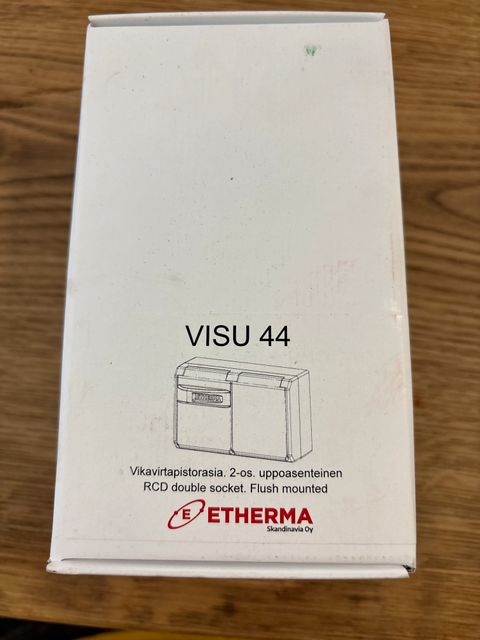 VISU 44
Vikavirtapistorasia. 2-os. uppoasenteinen
RCD double socket. Flush mounted
E ETHERMA
Skandinavia Oy